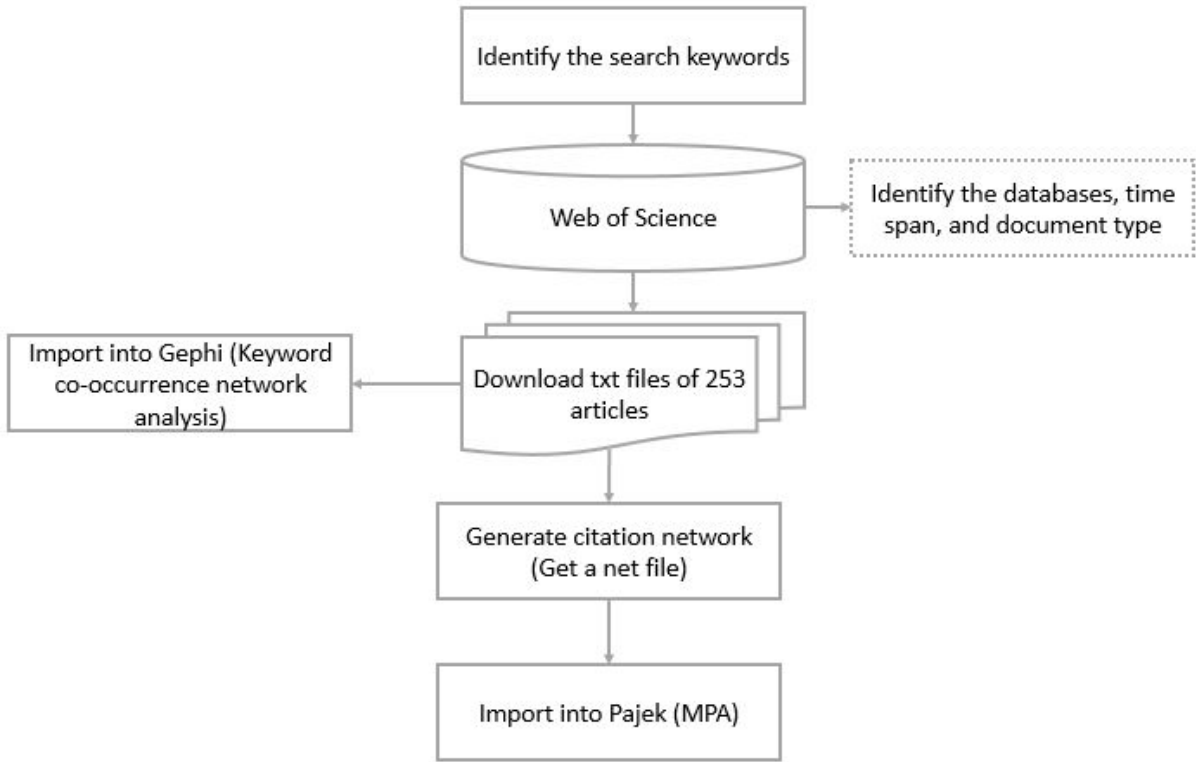 Identify the search keywords
Web of Science
Identify the databases, time
span, and document type
Import into Gephi (Keyword
co-occurrence network
analysis)
Download txt files of 253
articles
Generate citation network
(Get a net file)
Import into Pajek (MPA)